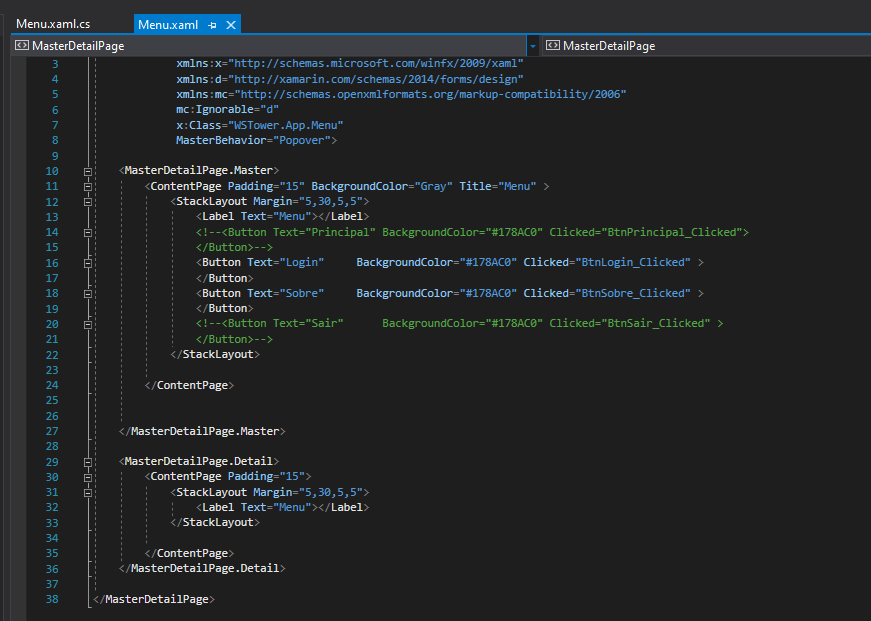 Menu.xaml.cs Menu.xaml
MasterDetailPage MasterDetailPage
3 xmlns:x="http://schemas.microsoft.com/winfx/2009/xaml"
4 xmlns:d="http://xamarin.com/schemas/2014/forms/design"
5 xmlns:mc="http://schemas.openxmlformats.org/markup-compatibility/2006"
6 mc:Ignorable="d"
7 x:Class="WSTower.App.Menu"
8 MasterBehavior="Popover">
9
10 <MasterDetailPage.Master>
11 <ContentPage Padding="15" BackgroundColor="Gray" Title="Menu" >
12 <StackLayout Margin="5,30,5,5">
13 <Label Text="Menu"></Label>
14 <!--<Button Text="Principal" BackgroundColor="#178AC0" Clicked="BtnPrincipal_Clicked">
15 </Button>-->
16 <Button Text="Login" BackgroundColor="#178AC0" Clicked="BtnLogin_Clicked" >
17 </Button>
18 <Button Text="Sobre" BackgroundColor="#178AC0" Clicked="BtnSobre_Clicked" >
19 </Button>
20 <!--<Button Text="Sair" BackgroundColor="#178AC0" Clicked="BtnSair_Clicked" >
21 </Button>-->
22 </StackLayout>
23
24 </ContentPage>
25
26
27 </MasterDetailPage.Master>
28
29 <MasterDetailPage.Detail>
30 <ContentPage Padding="15">
31 <StackLayout Margin="5,30,5,5">
32 <Label Text="Menu"></Label>
33 </StackLayout>
34
35 </ContentPage>
36 </MasterDetailPage.Detail>
37
38 </MasterDetailPage>